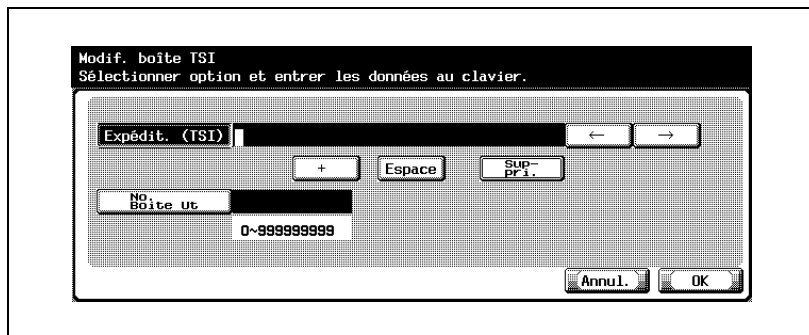 Modif. boîte TSI
Sélectionner option et entrer les données au clavier.
Expédit. (TSI) ← →
+ Espace Sup-
pri.
No.
Boîte Ut
0~999999999
Annul. OK